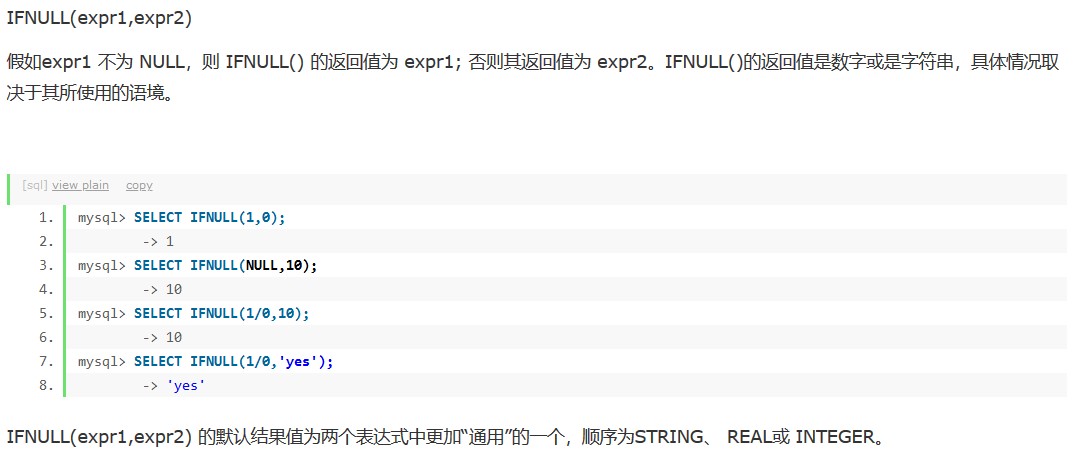 IFNULL(expr1,expr2)
假如expr1 不为 NULL，则 IFNULL() 的返回值为 expr1; 否则其返回值为 expr2。IFNULL()的返回值是数字或是字符串，具体情况取
决于其所使用的语境。
[sql] view plain copy
1. mysql> SELECT IFNULL(1,0);
2. -> 1
3. mysql> SELECT IFNULL(NULL,10);
4. -> 10
5. mysql> SELECT IFNULL(1/0,10);
6. -> 10
7. mysql> SELECT IFNULL(1/0,'yes');
8. -> 'yes'
IFNULL(expr1,expr2) 的默认结果值为两个表达式中更加“通用”的一个，顺序为STRING、 REAL或 INTEGER。